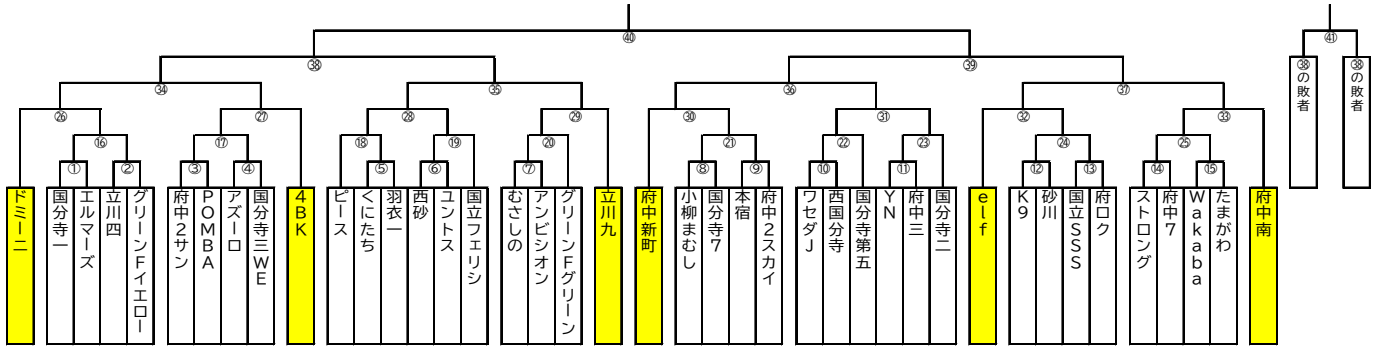 ㊵
㊶
㊳
㊴
㊳の敗者
㊳の敗者
㉞
㉟
㊱
㊲
㉖
㉗
㉘
㉙
㉚
㉛
㉜
㉝
⑯
⑰
⑱
⑲
⑳
㉑
㉒
㉓
㉔
㉕
①
②
③
④
⑤
⑥
⑦
⑧
⑨
⑩
⑪
⑫
⑬
⑭
⑮
ドミーニ
国分寺一
エルマーズ
立川四
グリーンFイエロー
府中2サン
POMBA
アズーロ
国分寺三WE
4BK
ピース
くにたち
羽衣一
西砂
ユントス
国立フェリシ
むさしの
アンビシオン
グリーンFグリーン
立川九
府中新町
小柳まむし
国分寺7
本宿
府中2スカイ
ワセダJ
西国分寺
国分寺第五
YN
府中三
国分寺二
elf
K9
砂川
国立SSS
府ロク
ストロング
府中7
Wakaba
たまがわ
府中南